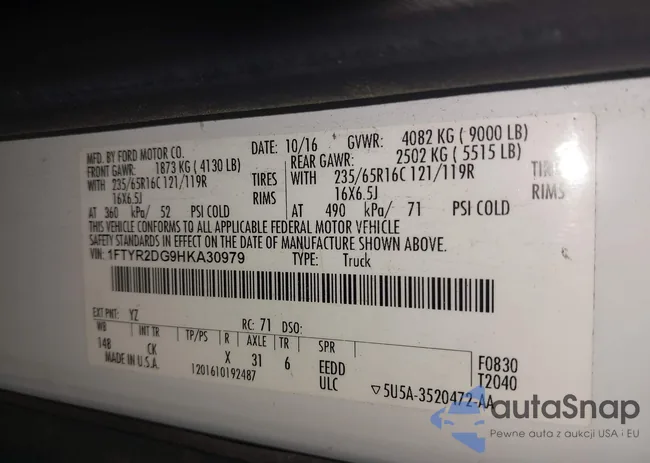 MFD. BY FORD MOTOR CO. DATE: 10/16 GVWR: 4082 KG ( 9000 LB)
FRONT GAWR: 1873 KG ( 4130 LB) REAR GAWR: 2502 KG ( 5515 LB)
WITH 235/65R16C 121/119R TIRES WITH 235/65R16C 121/119R TIRES
16X6.5J RIMS 16X6.5J RIMS
AT 360 kPa/ 52 PSI COLD AT 490 kPa/ 71 PSI COLD
THIS VEHICLE CONFORMS TO ALL APPLICABLE FEDERAL MOTOR VEHICLE
SAFETY STANDARDS IN EFFECT ON THE DATE OF MANUFACTURE SHOWN ABOVE.
VIN: 1FTYR2DG9HKA30979 TYPE: Truck
EXT PNT: YZ RC: 71 DSO:
WB INT TR TP/PS R AXLE TR SPR
148 CK X 31 6 EEDD F0830
MADE IN U.S.A. 1201610192487 ULC T2040
▽5U5A-3520472-AA
autaSnap
Pewne auta z aukcji USA i EU